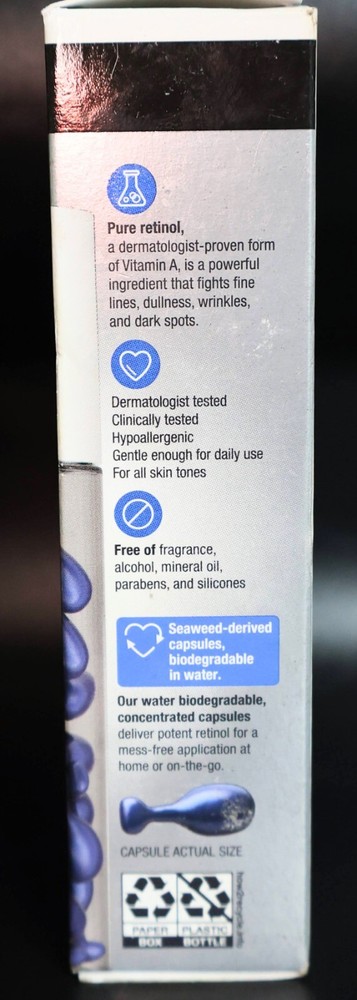 Pure retinol,
a dermatologist-proven form
of Vitamin A, is a powerful
ingredient that fights fine
lines, dullness, wrinkles,
and dark spots.
Dermatologist tested
Clinically tested
Hypoallergenic
Gentle enough for daily use
For all skin tones
Free of fragrance,
alcohol, mineral oil,
parabens, and silicones
Seaweed-derived
capsules,
biodegradable
in water.
Our water biodegradable,
concentrated capsules
deliver potent retinol for a
mess-free application at
home or on-the-go.
CAPSULE ACTUAL SIZE
PAPER PLASTIC
BOX BOTTLE
how2recycle.info